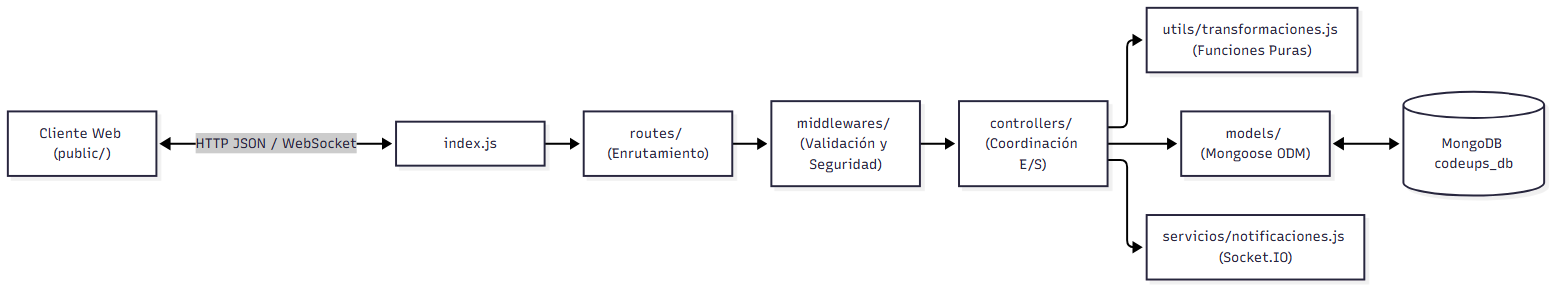 Cliente Web
(public/)
HTTP JSON / WebSocket
index.js
routes/
(Enrutamiento)
middlewares/
(Validación y
Seguridad)
controllers/
(Coordinación
E/S)
utils/transformaciones.js
(Funciones Puras)
models/
(Mongoose ODM)
servicios/notificaciones.js
(Socket.IO)
MongoDB
codeups_db